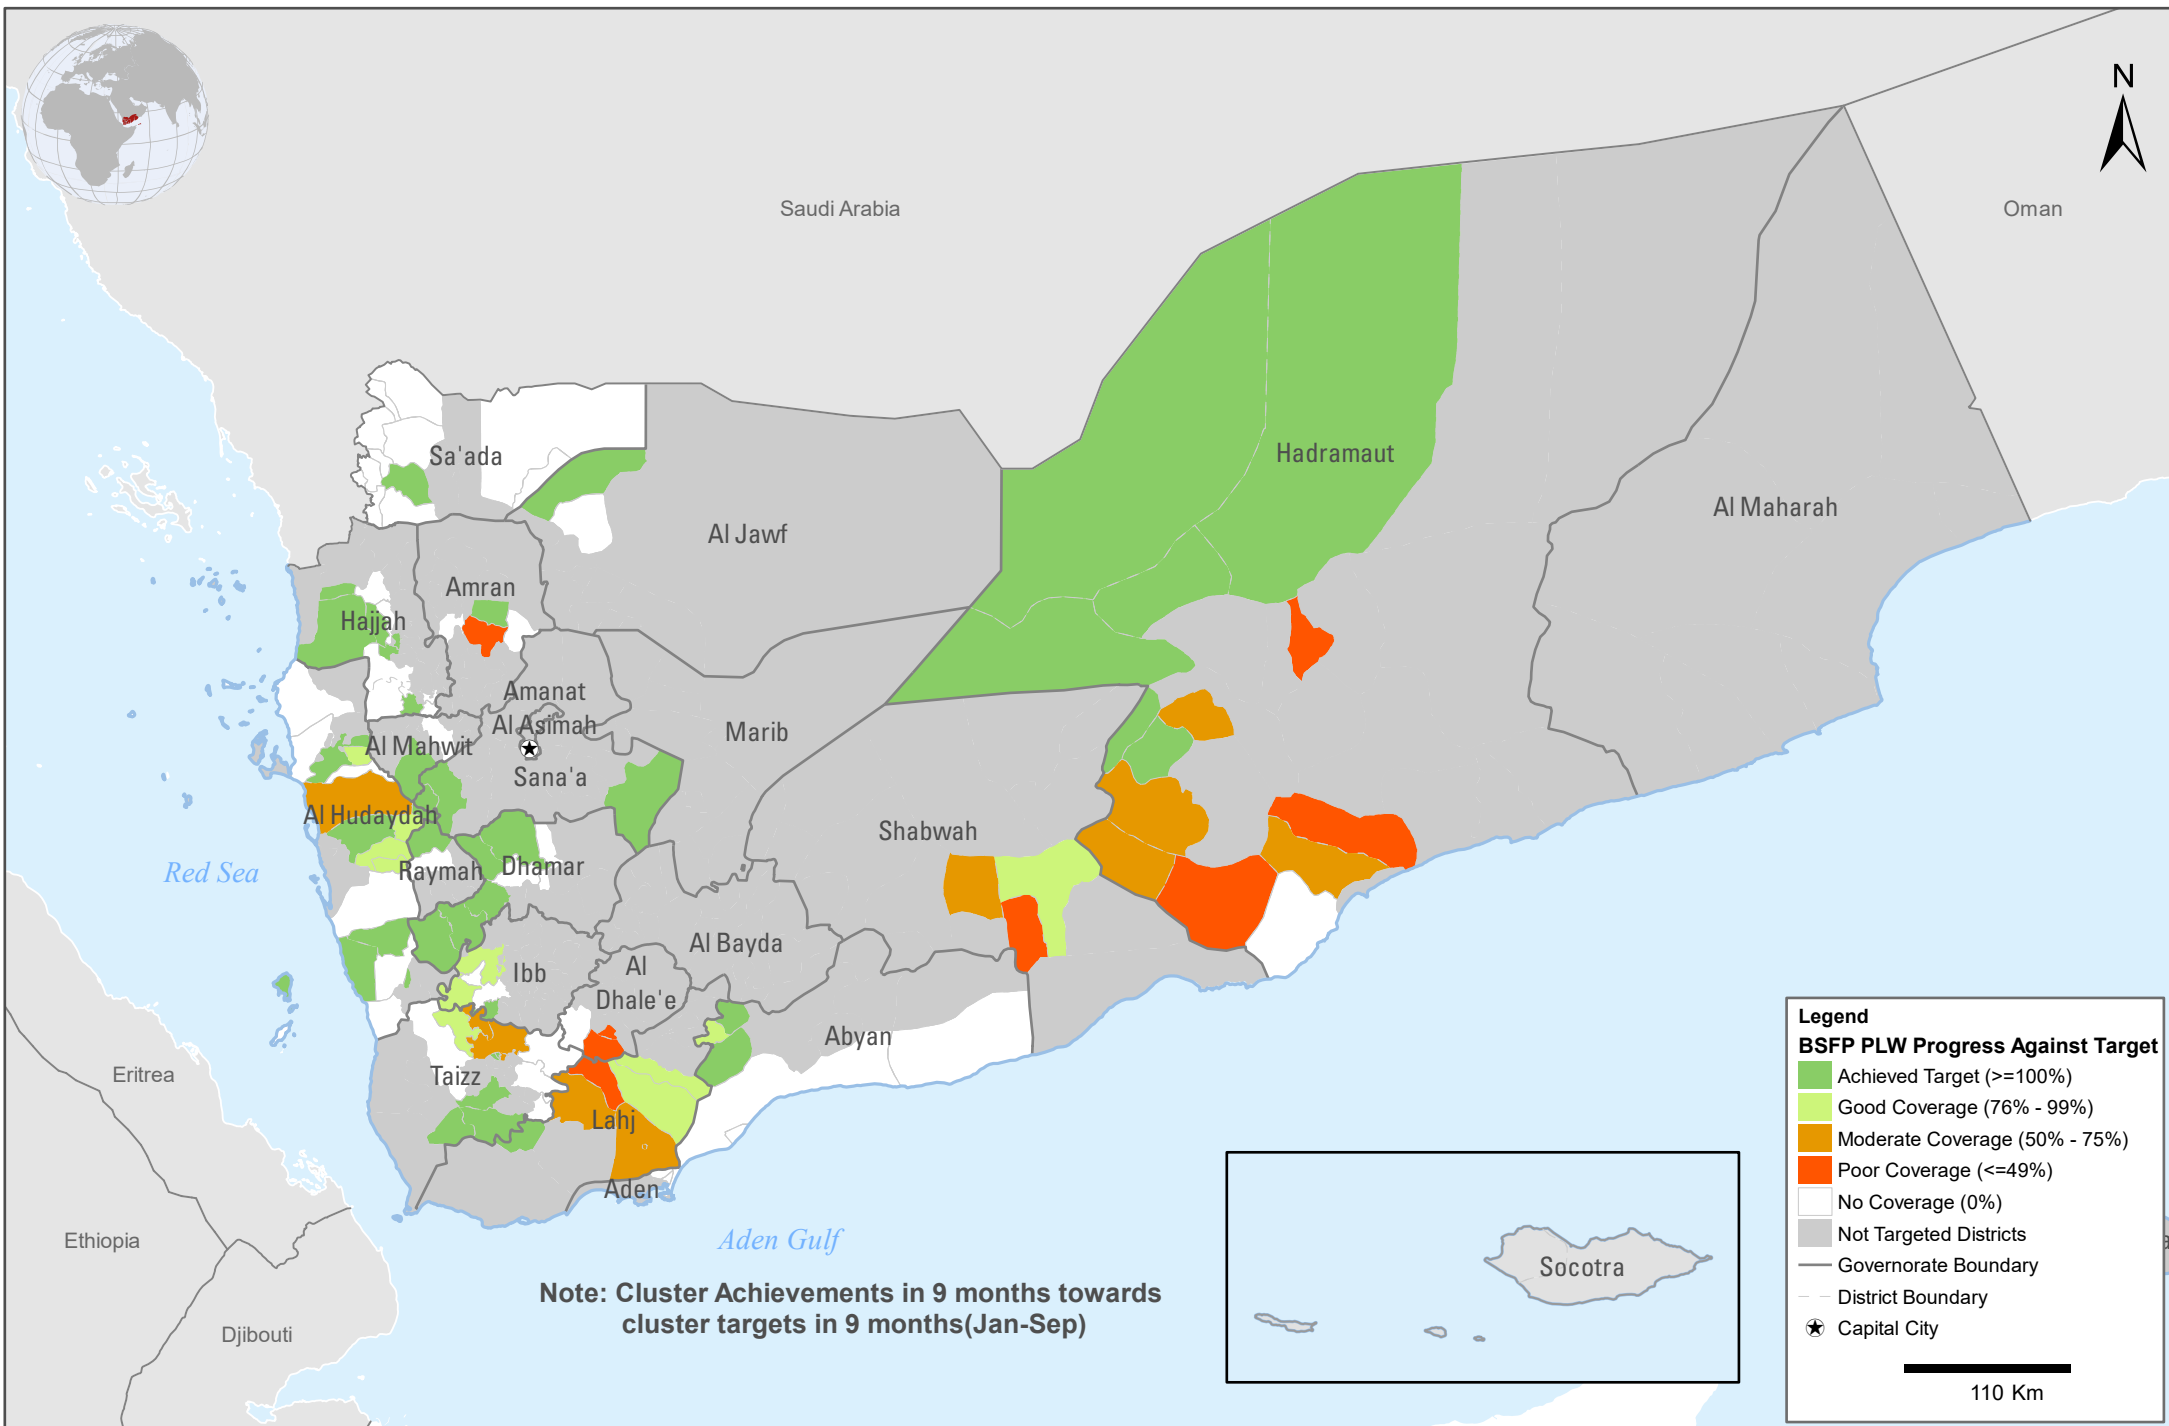 N
Saudi Arabia
Oman
Sa'ada
Hadramaut
Al Maharah
Al Jawf
Amran
Hajjah
Amanat
Al Asimah
Marib
Al Mahwit
Sana'a
Al Hudaydah
Shabwah
Red Sea
Raymah
Dhamar
Al Bayda
Ibb
Al
Dhale'e
Abyan
Eritrea
Taizz
Lahj
Aden
Ethiopia
Aden Gulf
Djibouti
Socotra
Note: Cluster Achievements in 9 months towards
cluster targets in 9 months(Jan-Sep)
Legend
BSFP PLW Progress Against Target
Achieved Target (>=100%)
Good Coverage (76% - 99%)
Moderate Coverage (50% - 75%)
Poor Coverage (<=49%)
No Coverage (0%)
Not Targeted Districts
Governorate Boundary
District Boundary
Capital City
110 Km